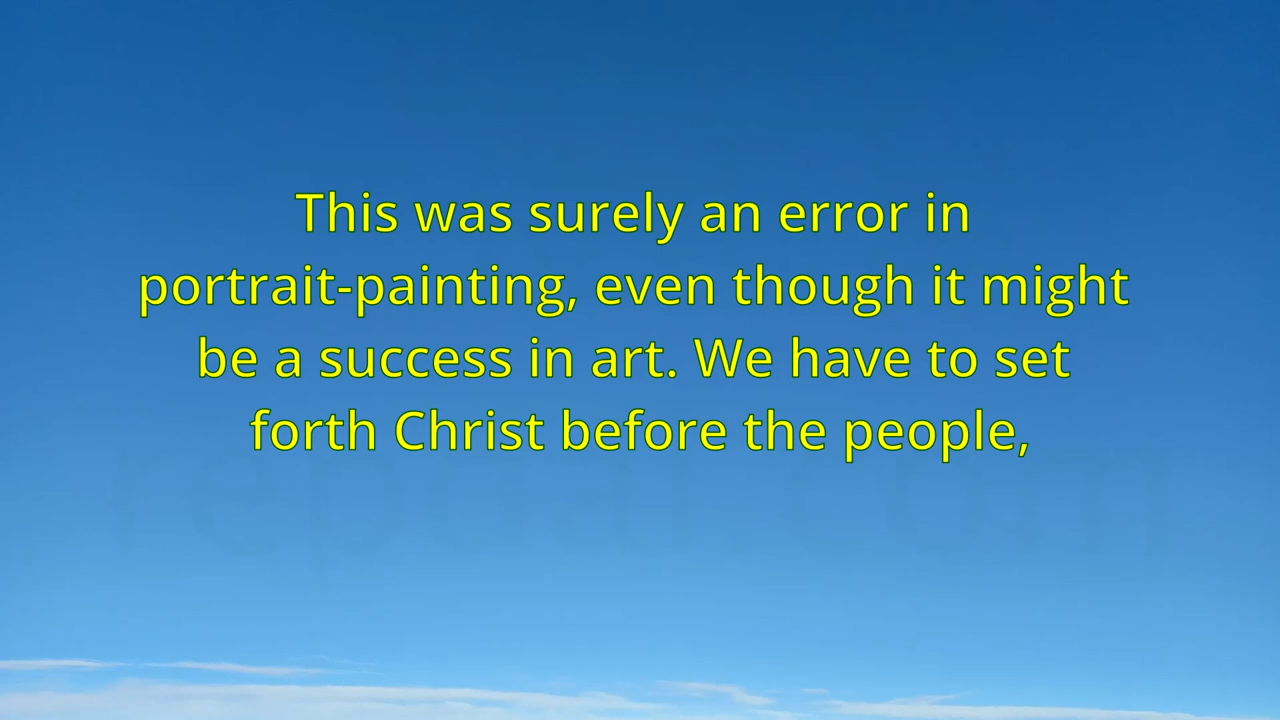 This was surely an error in
portrait-painting, even though it might
be a success in art. We have to set
forth Christ before the people,